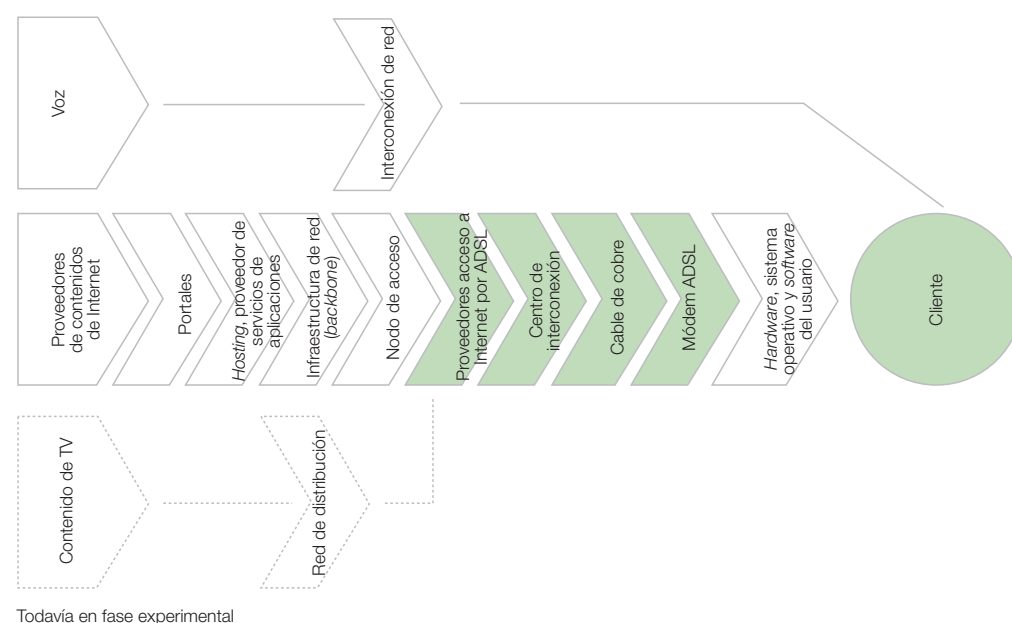 Voz
Interconexión de red
Proveedores
de contenidos
de Internet
Portales
Hosting, proveedor de
servicios de
aplicaciones
Infraestructura de red
(backbone)
Nodo de acceso
Proveedores acceso a
Internet por ADSL
Centro de
interconexión
Cable de cobre
Módem ADSL
Hardware, sistema
operativo y software
del usuario
Cliente
Contenido de TV
Red de distribución
Todavía en fase experimental